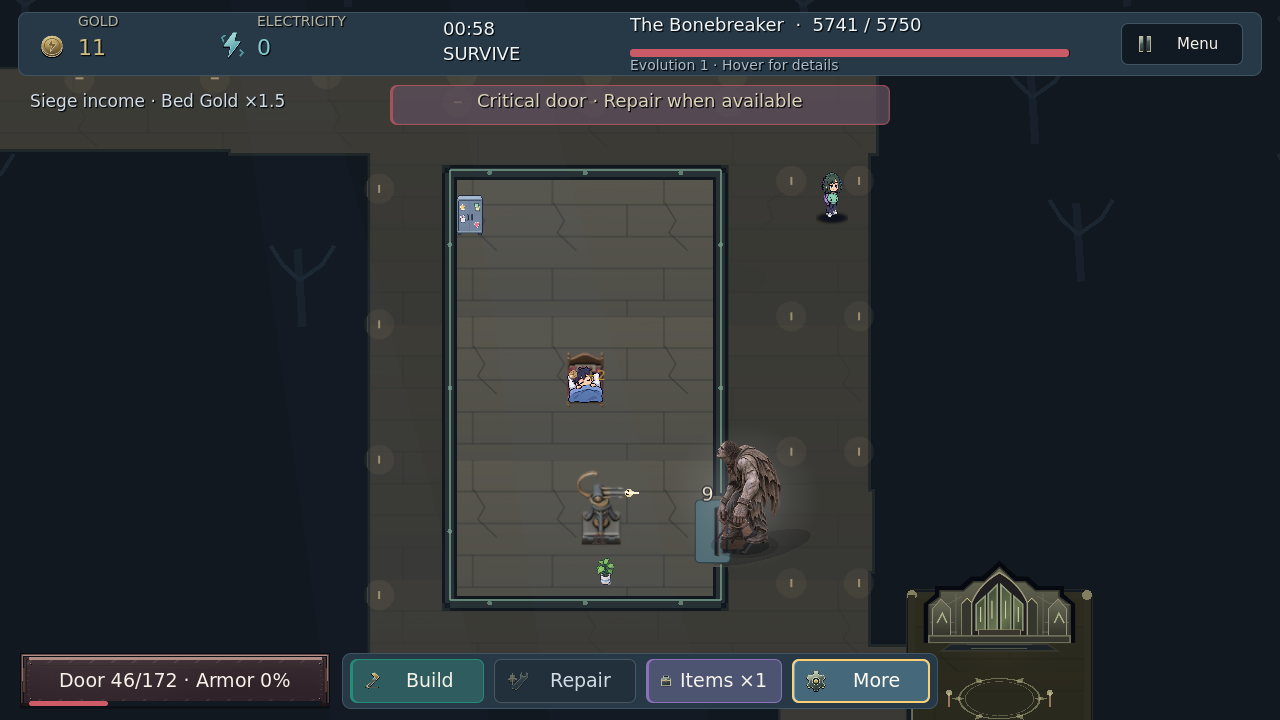 GOLD
11
ELECTRICITY
0
00:58
SURVIVE
The Bonebreaker · 5741 / 5750
Evolution 1 · Hover for details
Menu
Siege income · Bed Gold ×1.5
Critical door · Repair when available
2
9
Door 46/172 · Armor 0%
Build
Repair
Items ×1
More